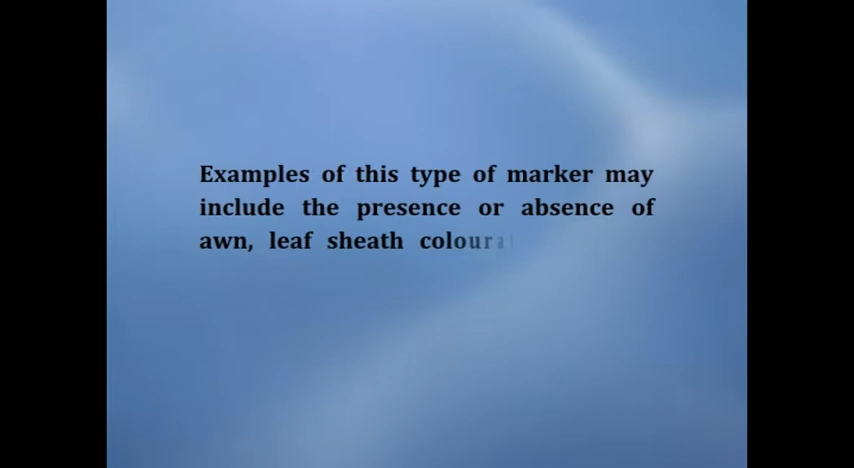 Examples of this type of marker may
include the presence or absence of
awn, leaf sheath